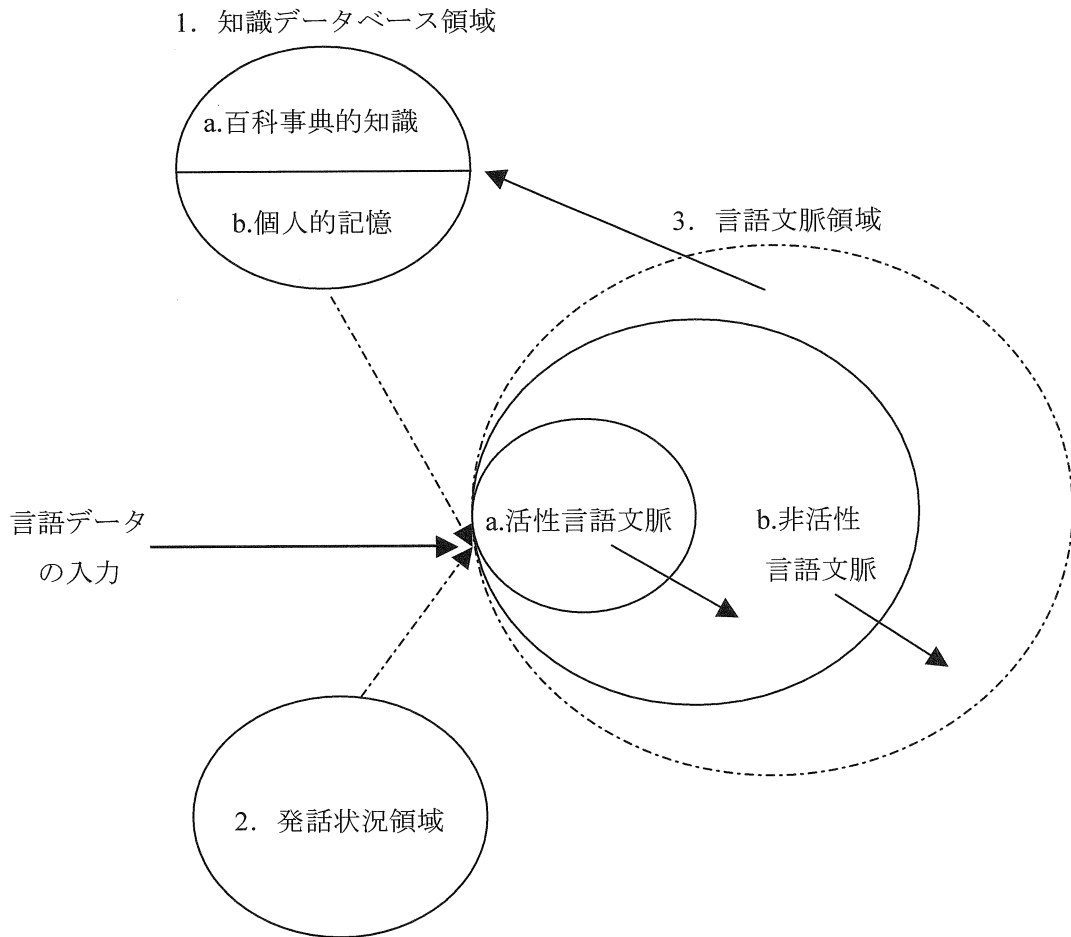 1. 知識データベース領域
a.百科事典的知識
b.個人的記憶
3. 言語文脈領域
言語データ
の入力
a.活性言語文脈
b.非活性
言語文脈
2. 発話状況領域